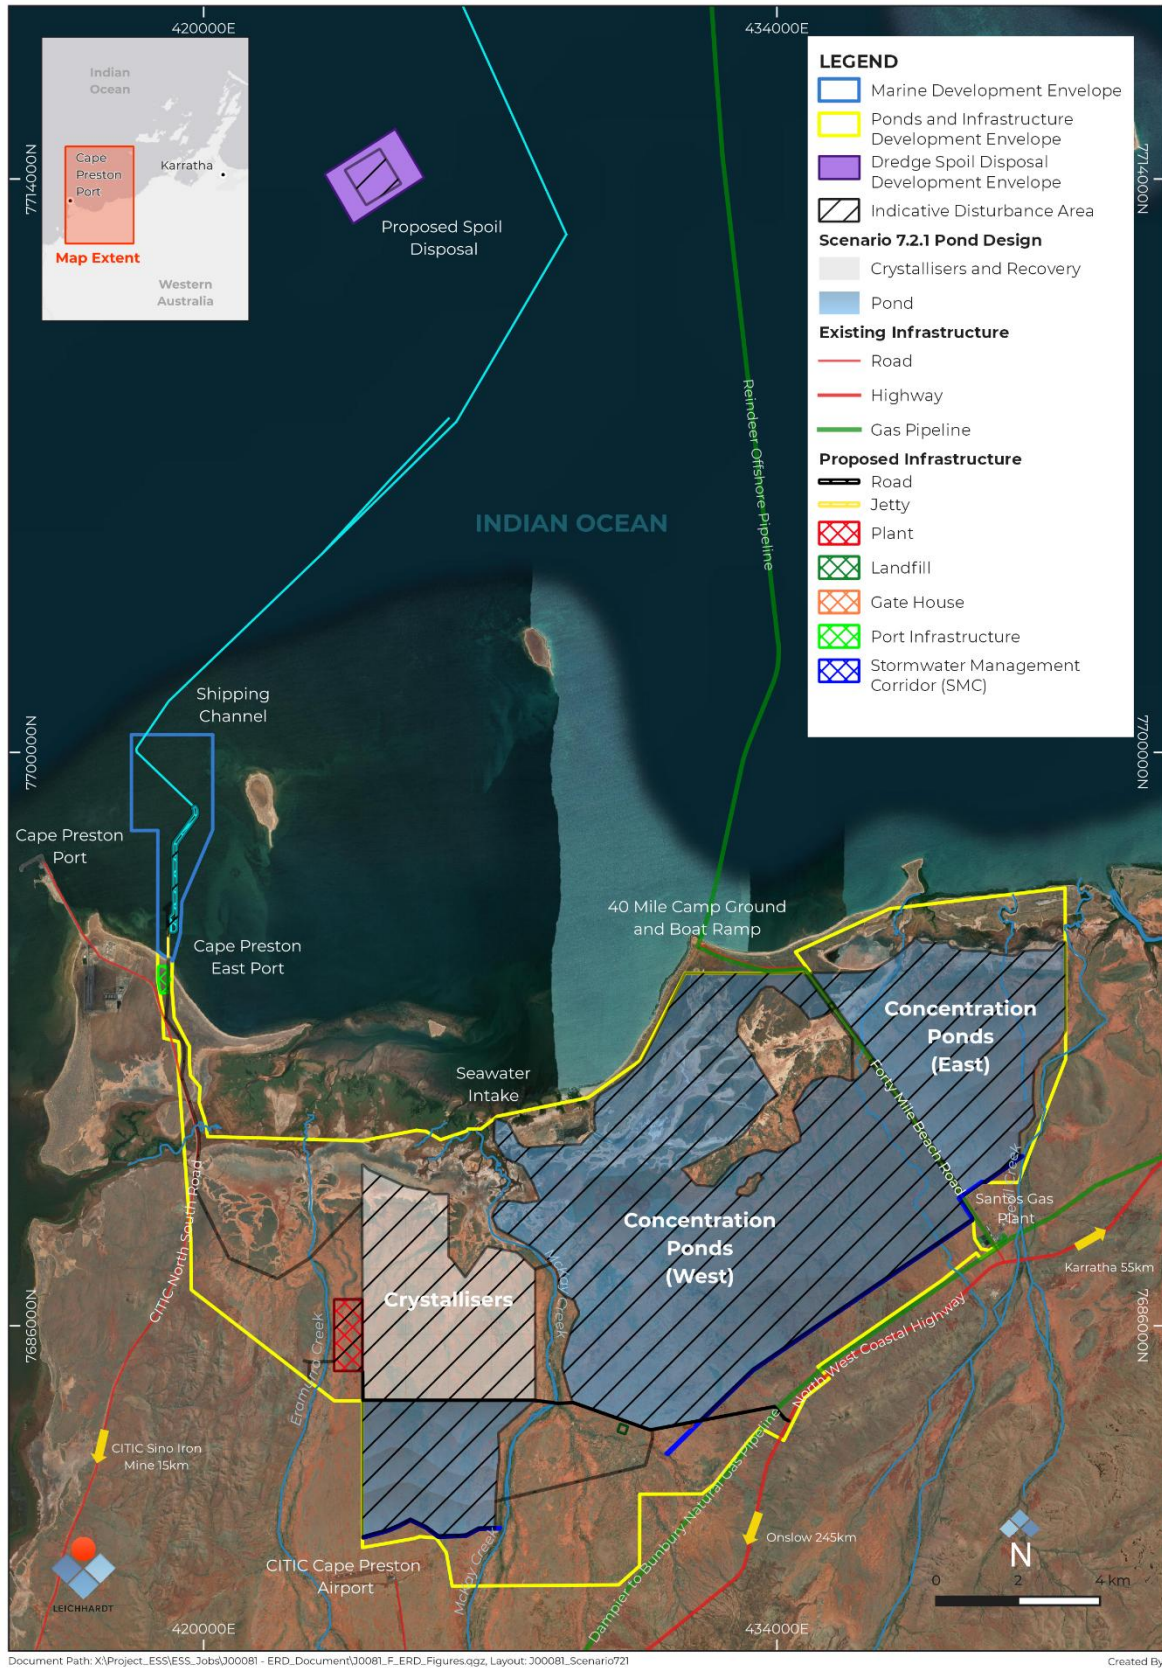 420000E
434000E
Indian
Ocean
Cape
Preston
Port
Karratha
Map Extent
Western
Australia
7714000N
7714000N
Proposed Spoil
Disposal
LEGEND
Marine Development Envelope
Ponds and Infrastructure
Development Envelope
Dredge Spoil Disposal
Development Envelope
Indicative Disturbance Area
Scenario 7.2.1 Pond Design
Crystallisers and Recovery
Pond
Existing Infrastructure
Road
Highway
Gas Pipeline
Proposed Infrastructure
Road
Jetty
Plant
Landfill
Gate House
Port Infrastructure
Stormwater Management
Corridor (SMC)
Reindeer Offshore Pipeline
INDIAN OCEAN
Shipping
Channel
7700000N
7700000N
Cape Preston
Port
Cape Preston
East Port
40 Mile Camp Ground
and Boat Ramp
Concentration
Ponds
(East)
Seawater
Intake
Forty Mile Beach Road
CITIC North South Road
Santos Gas
Plant
Creek
Concentration
Ponds
(West)
Karratha 55km
McKay Creek
Crystallisers
North West Coastal Highway
7686000N
7686000N
Eramurra Creek
CITIC Sino Iron
Mine 15km
Dampier to Bunbury Natural Gas Pipeline
Onslow 245km
CITIC Cape Preston
Airport
McKay Creek
N
0 2 4 km
LEICHHARDT
420000E
434000E
Document Path: X:\Project_ESS\ESS_Jobs\J00081 - ERD_Document\J0081_F_ERD_Figures.qgz, Layout: J00081_Scenario721
Created By